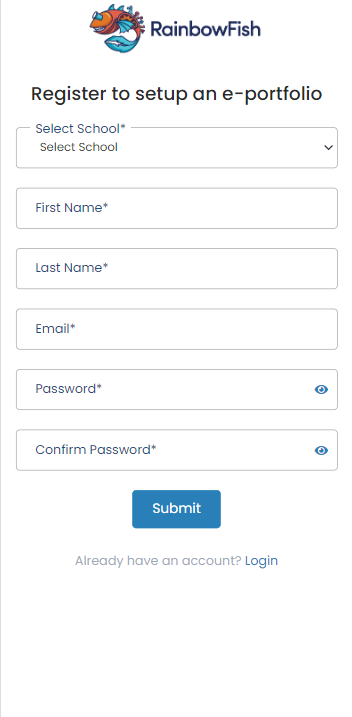 RainbowFish
Register to setup an e-portfolio
Select School*
Select School
First Name*
Last Name*
Email*
Password*
Confirm Password*
Submit
Already have an account? Login